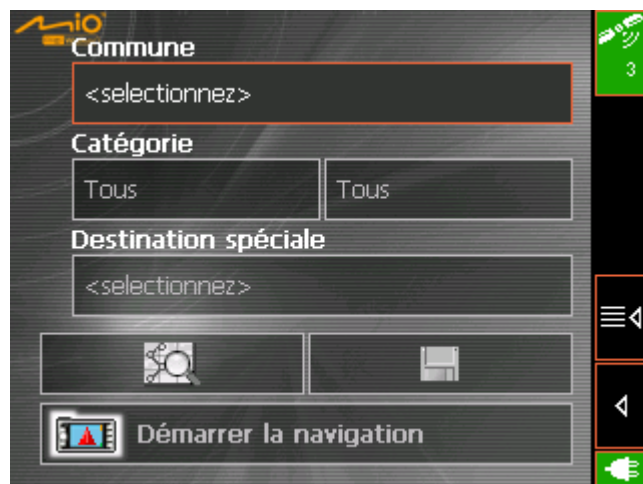 Mio
Commune
<selectionnez>
Catégorie
Tous
Tous
Destination spéciale
<selectionnez>
Démarrer la navigation
3